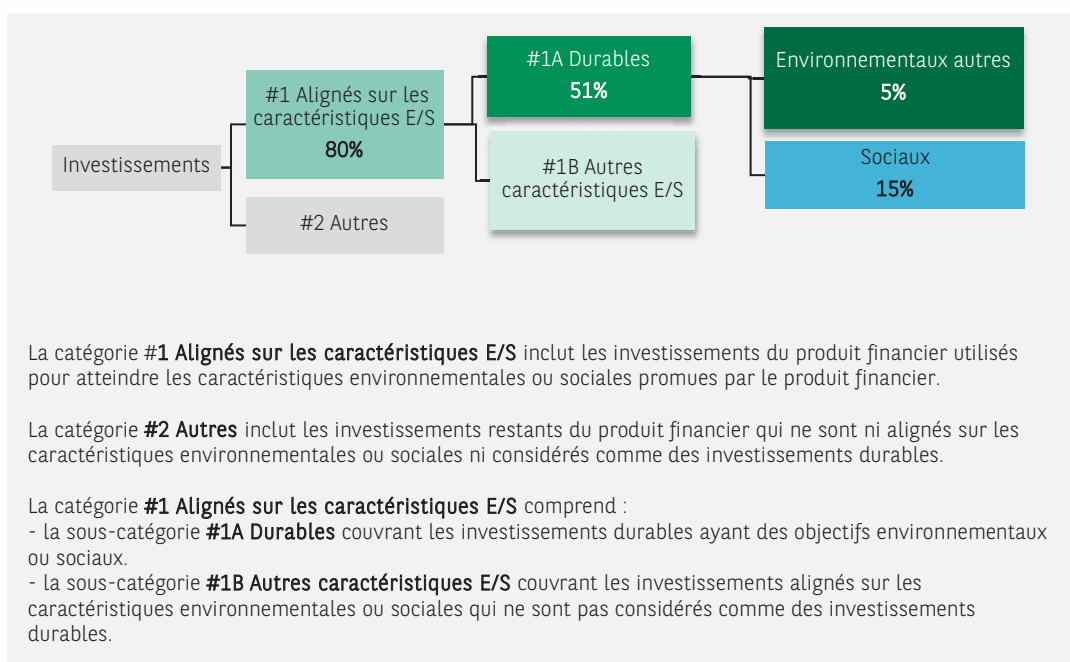 Investissements
#1 Alignés sur les
caractéristiques E/S
80%
#2 Autres
#1A Durables
51%
#1B Autres
caractéristiques E/S
Environnementaux autres
5%
Sociaux
15%
La catégorie #1 Alignés sur les caractéristiques E/S inclut les investissements du produit financier utilisés
pour atteindre les caractéristiques environnementales ou sociales promues par le produit financier.
La catégorie #2 Autres inclut les investissements restants du produit financier qui ne sont ni alignés sur les
caractéristiques environnementales ou sociales ni considérés comme des investissements durables.
La catégorie #1 Alignés sur les caractéristiques E/S comprend :
- la sous-catégorie #1A Durables couvrant les investissements durables ayant des objectifs environnementaux
ou sociaux.
- la sous-catégorie #1B Autres caractéristiques E/S couvrant les investissements alignés sur les
caractéristiques environnementales ou sociales qui ne sont pas considérés comme des investissements
durables.